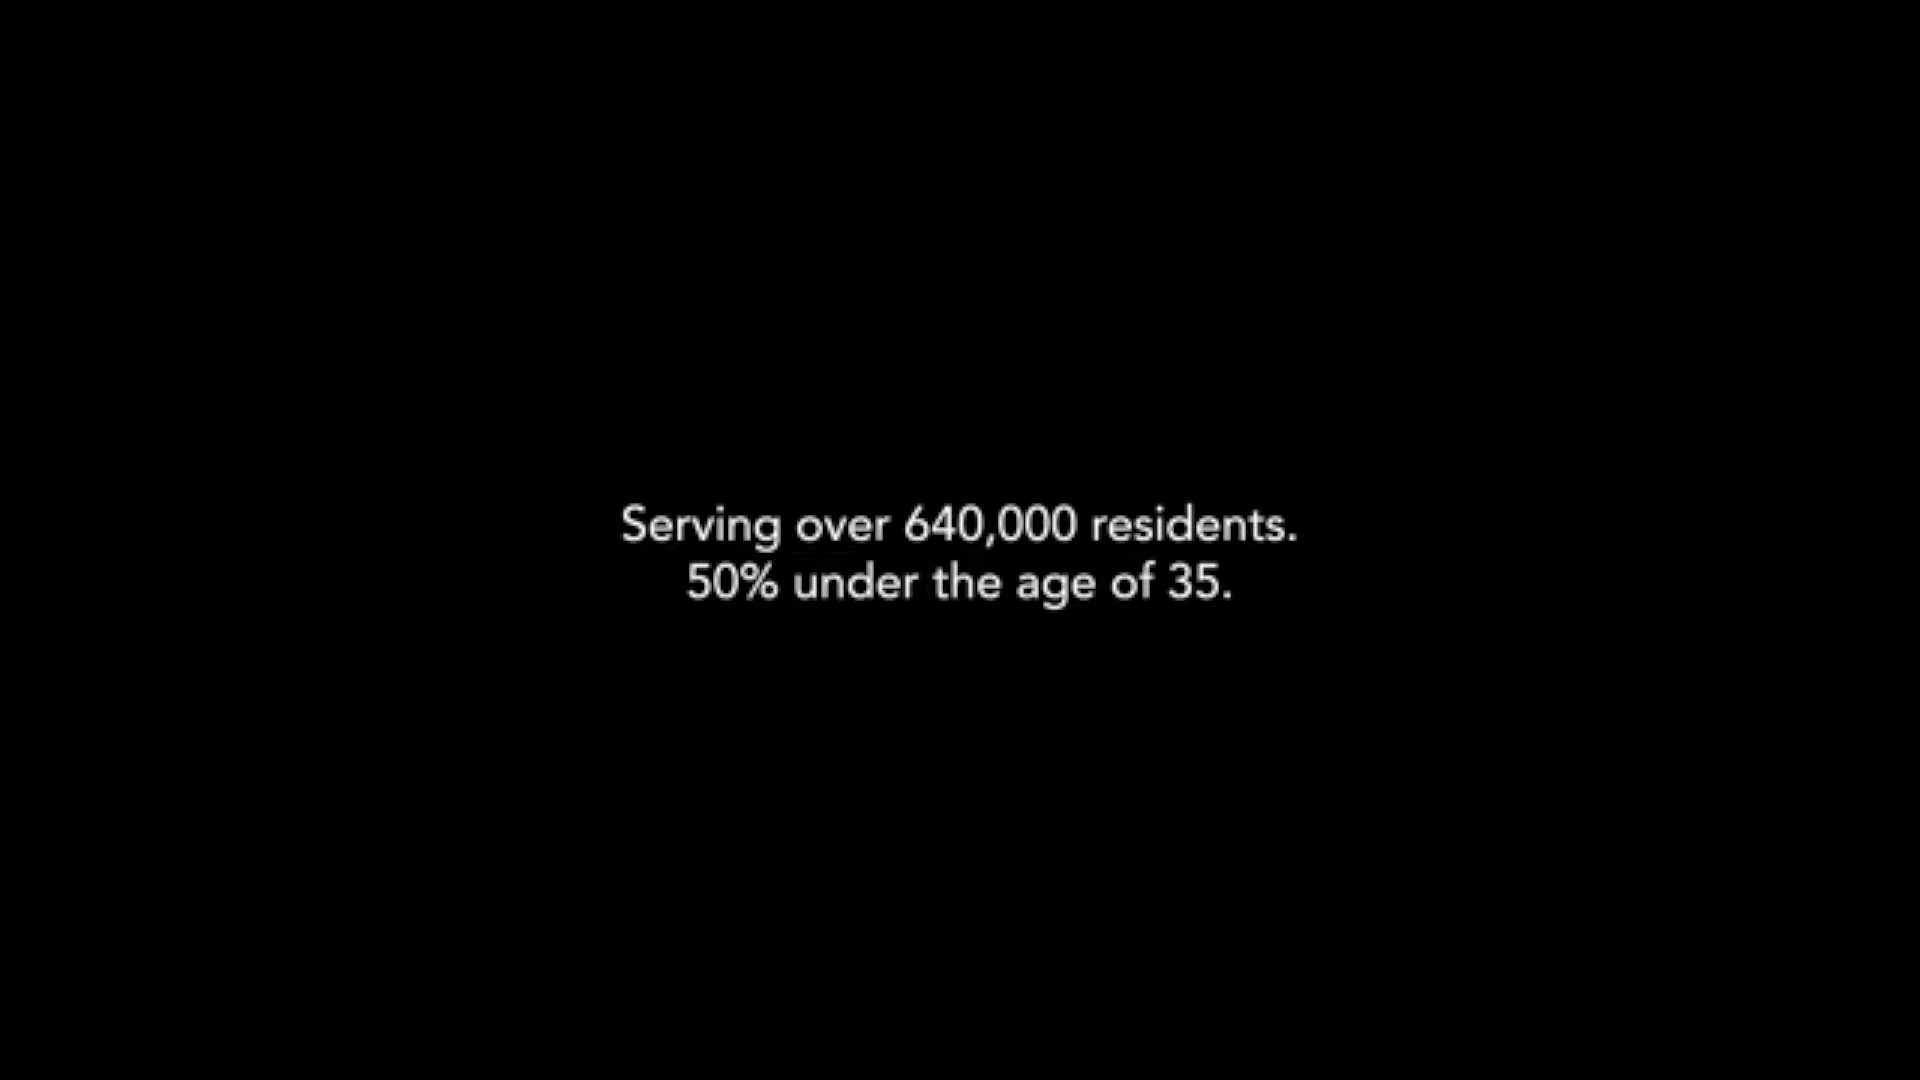 Serving over 640,000 residents.
50% under the age of 35.